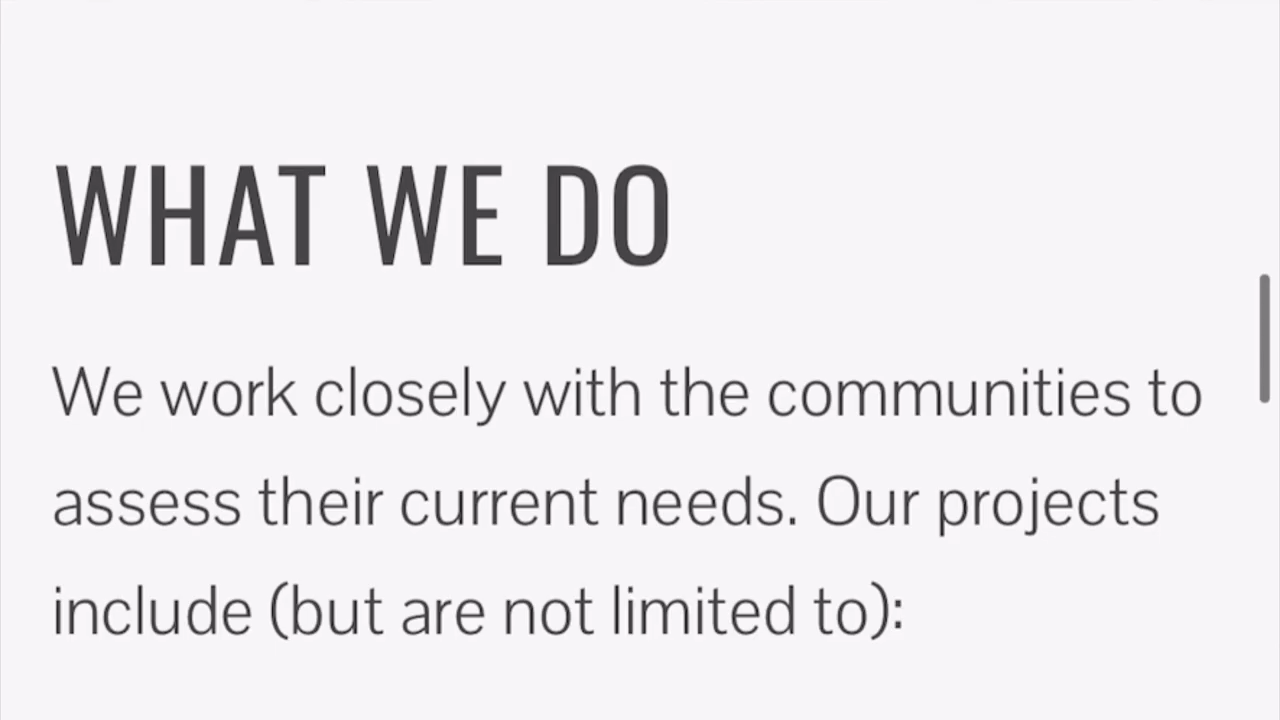 WHAT WE DO
We work closely with the communities to
assess their current needs. Our projects
include (but are not limited to):